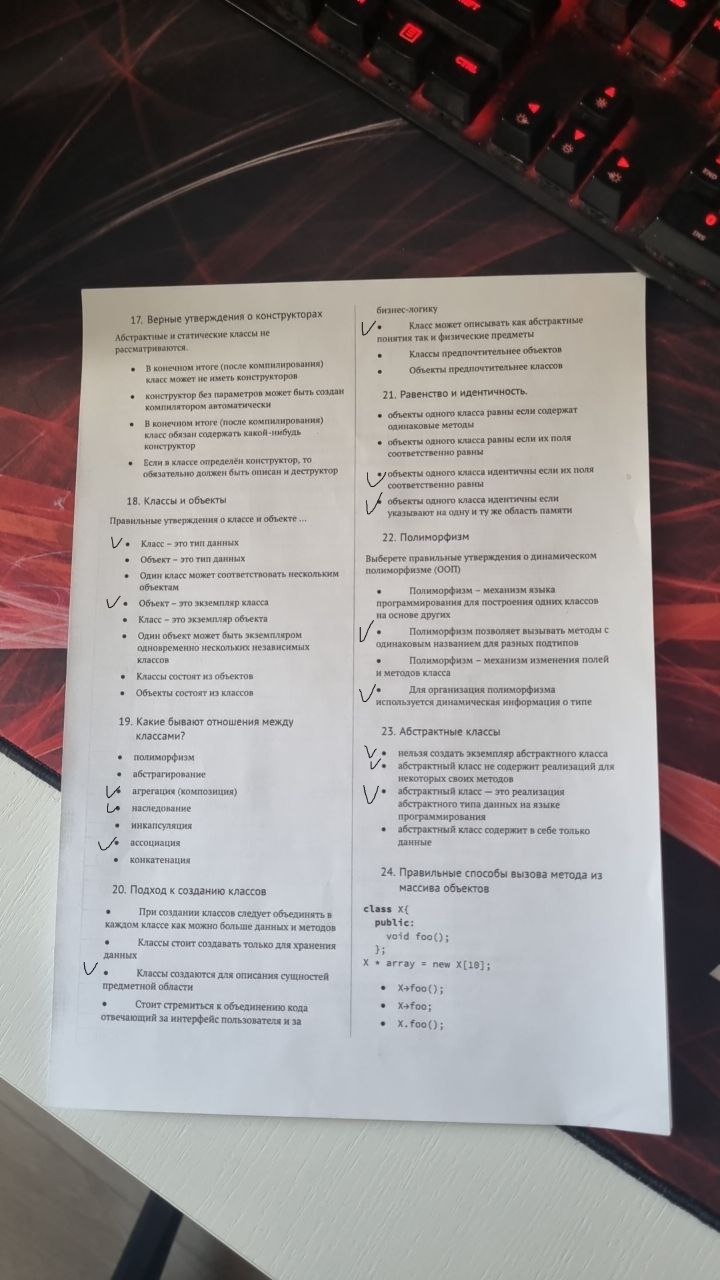 17. Верные утверждения о конструкторах
Абстрактные и статические классы не
рассматриваются.
• В конечном итоге (после компилирования)
класс может не иметь конструкторов
• конструктор без параметров может быть создан
компилятором автоматически
• В конечном итоге (после компилирования)
класс обязан содержать какой-нибудь
конструктор
• Если в классе определён конструктор, то
обязательно должен быть описан и деструктор
18. Классы и объекты
Правильные утверждения о классе и объекте ...
• Класс – это тип данных
• Объект – это тип данных
• Один класс может соответствовать нескольким
объектам
• Объект – это экземпляр класса
• Класс – это экземпляр объекта
• Один объект может быть экземпляром
одновременно нескольких независимых
классов
• Классы состоят из объектов
• Объекты состоят из классов
19. Какие бывают отношения между
классами?
• полиморфизм
• абстрагирование
• агрегация (композиция)
• наследование
• инкапсуляция
• ассоциация
• конкатенация
20. Подход к созданию классов
• При создании классов следует объединять в
каждом классе как можно больше данных и методов
• Классы стоит создавать только для хранения
данных
• Классы создаются для описания сущностей
предметной области
• Стоит стремиться к объединению кода
отвечающий за интерфейс пользователя и за
бизнес-логику
• Класс может описывать как абстрактные
понятия так и физические предметы
• Классы предпочтительнее объектов
• Объекты предпочтительнее классов
21. Равенство и идентичность.
• объекты одного класса равны если содержат
одинаковые методы
• объекты одного класса равны если их поля
соответственно равны
• объекты одного класса идентичны если их поля
соответственно равны
• объекты одного класса идентичны если
указывают на одну и ту же область памяти
22. Полиморфизм
Выберете правильные утверждения о динамическом
полиморфизме (ООП)
• Полиморфизм – механизм языка
программирования для построения одних классов
на основе других
• Полиморфизм позволяет вызывать методы с
одинаковым названием для разных подтипов
• Полиморфизм – механизм изменения полей
и методов класса
• Для организация полиморфизма
используется динамическая информация о типе
23. Абстрактные классы
• нельзя создать экземпляр абстрактного класса
• абстрактный класс не содержит реализаций для
некоторых своих методов
• абстрактный класс — это реализация
абстрактного типа данных на языке
программирования
• абстрактный класс содержит в себе только
данные
24. Правильные способы вызова метода из
массива объектов
class X{
public:
void foo();
};
X * array = new X[10];
• X→foo();
• X→foo;
• X.foo();
CTRL
END
INS